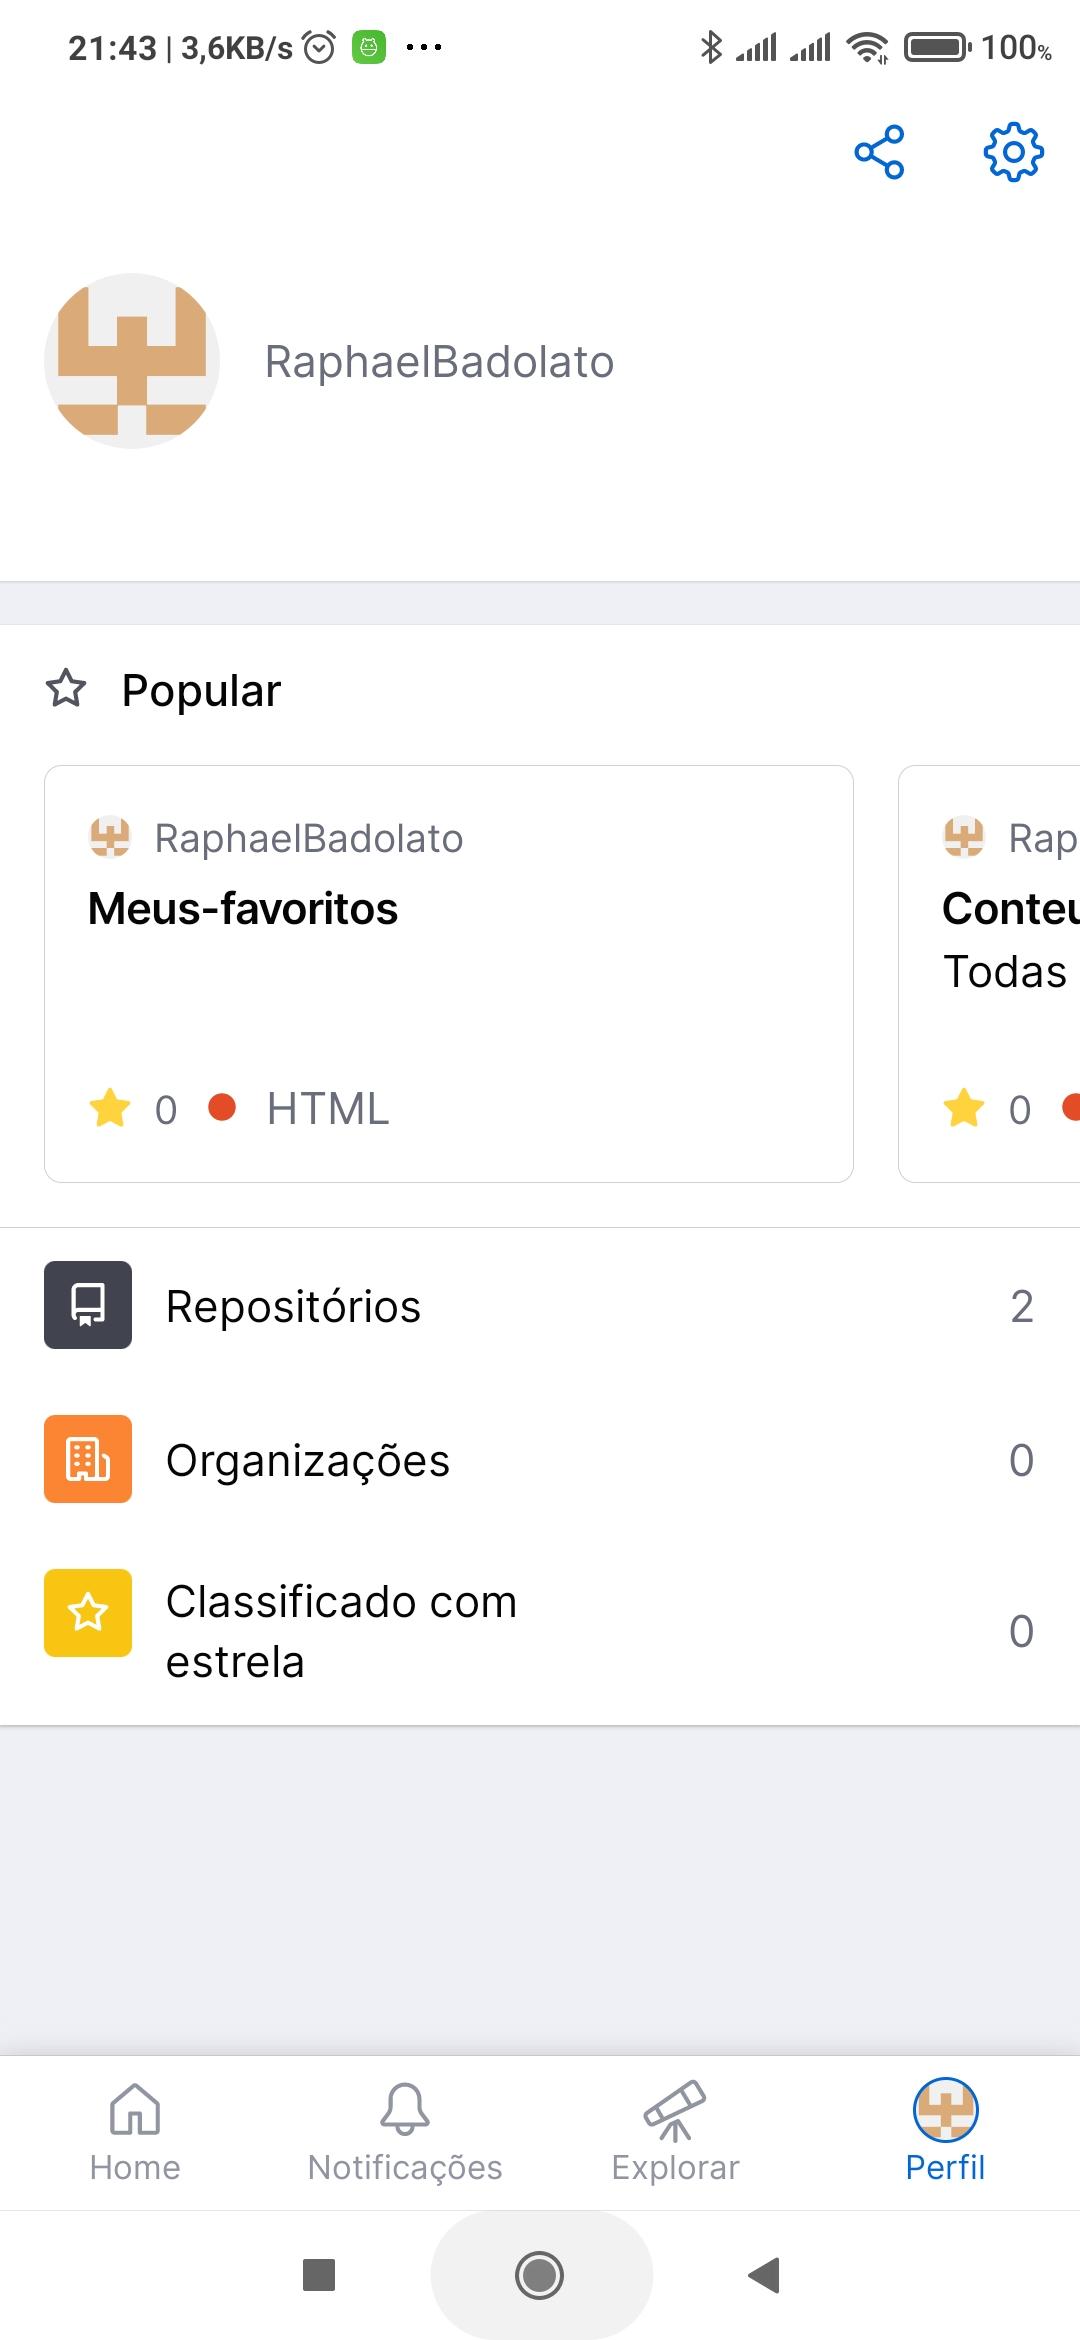 21:43 | 3,6KB/s 100%
RaphaelBadolato
Popular
RaphaelBadolato
Meus-favoritos
0 HTML
Rap
Conteu
Todas
0
Repositórios 2
Organizações 0
Classificado com
estrela 0
Home Notificações Explorar Perfil